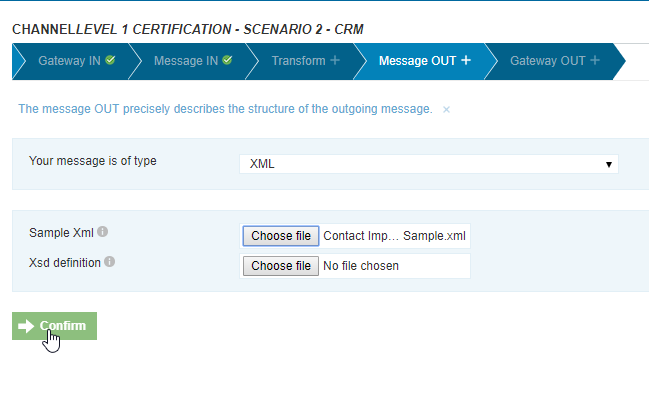 CHANNELLEVEL 1 CERTIFICATION - SCENARIO 2 - CRM
Gateway IN Message IN Transform + Message OUT + Gateway OUT +
The message OUT precisely describes the structure of the outgoing message. ×
Your message is of type XML
Sample Xml Choose file Contact Imp... Sample.xml
Xsd definition Choose file No file chosen
Confirm